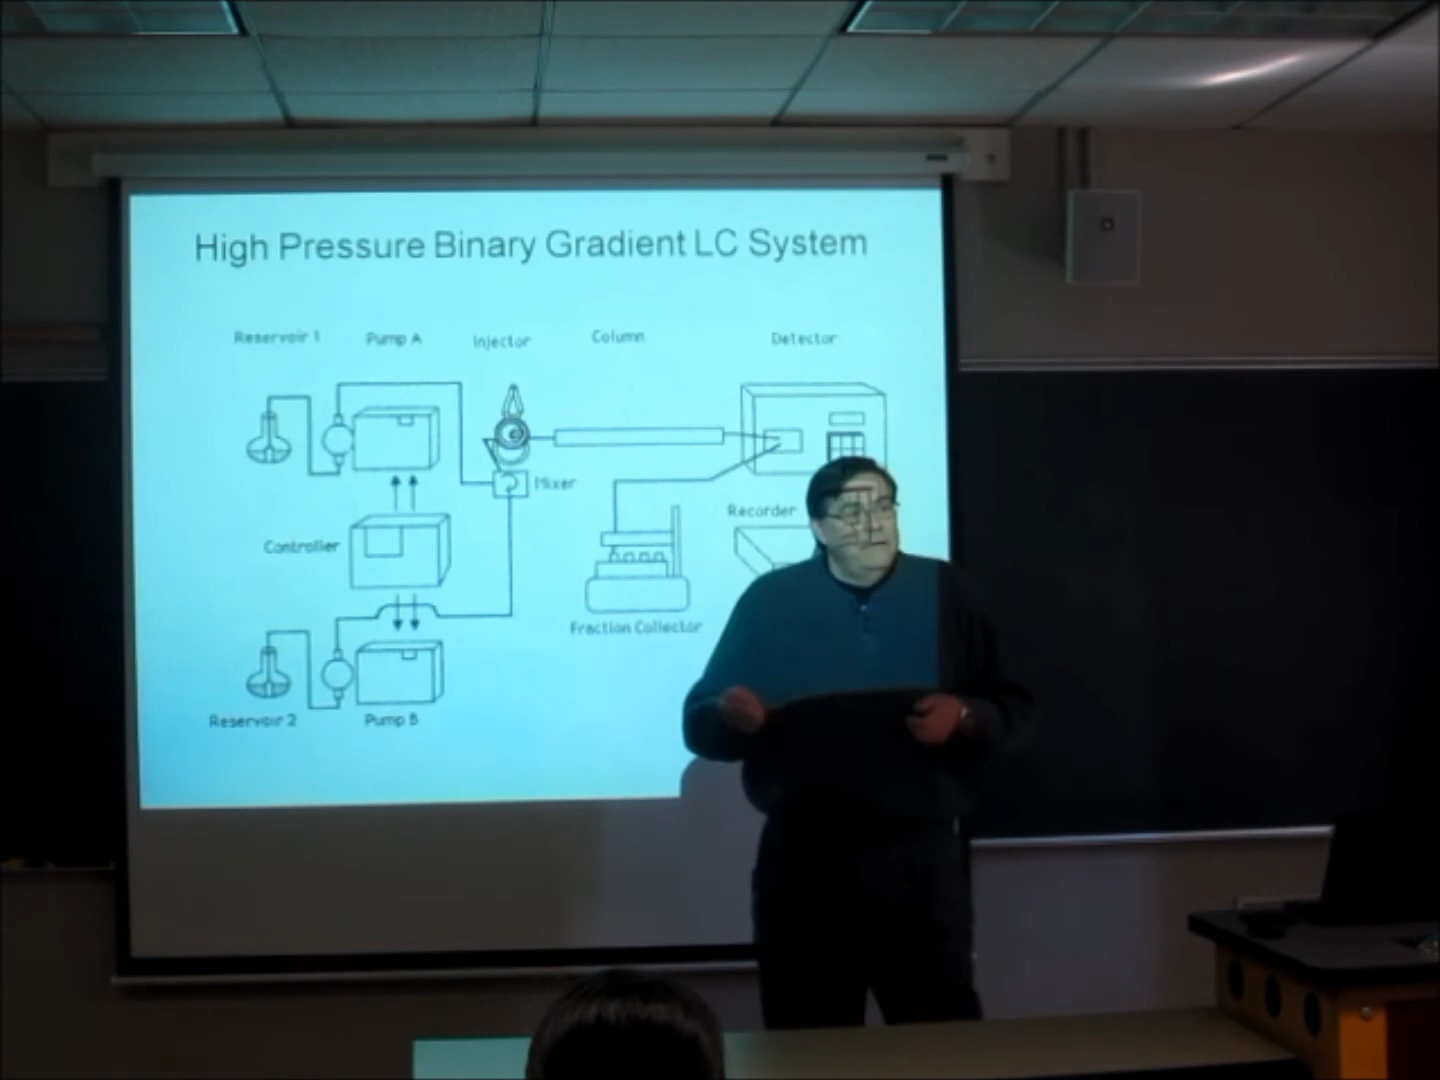 High Pressure Binary Gradient LC System
Reservoir 1
Pump A
Injector
Column
Detector
Mixer
Recorder
Controller
Fraction Collector
Reservoir 2
Pump B